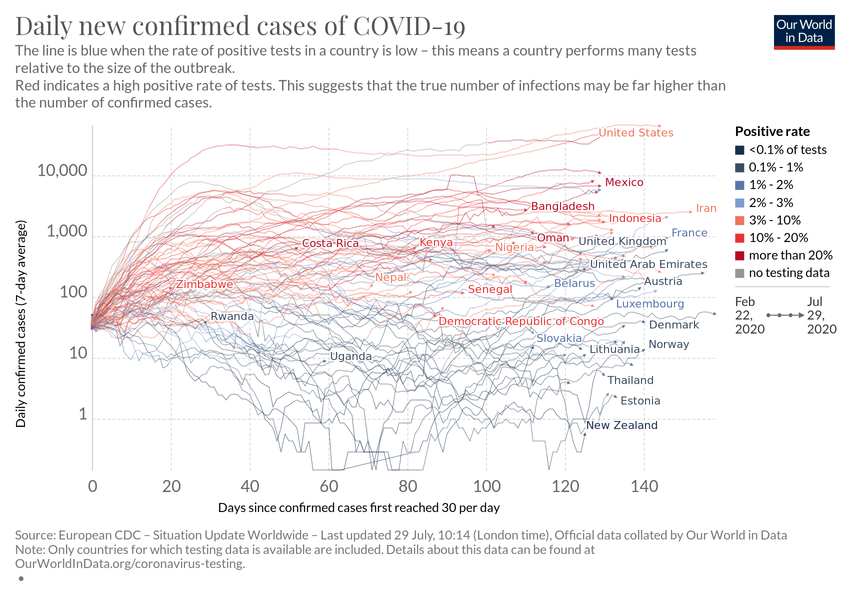 Daily new confirmed cases of COVID-19
Our World
in Data
The line is blue when the rate of positive tests in a country is low – this means a country performs many tests
relative to the size of the outbreak.
Red indicates a high positive rate of tests. This suggests that the true number of infections may be far higher than
the number of confirmed cases.
Daily confirmed cases (7-day average)
10,000
1,000
100
10
1
United States
Mexico
Bangladesh
Iran
Indonesia
France
Costa Rica
Kenya
Nigeria
Oman
United Kingdom
United Arab Emirates
Zimbabwe
Nepal
Senegal
Belarus
Austria
Luxembourg
Rwanda
Democratic Republic of Congo
Denmark
Slovakia
Lithuania
Norway
Uganda
Thailand
Estonia
New Zealand
0 20 40 60 80 100 120 140
Days since confirmed cases first reached 30 per day
Positive rate
<0.1% of tests
0.1% - 1%
1% - 2%
2% - 3%
3% - 10%
10% - 20%
more than 20%
no testing data
Feb
22,
2020
Jul
29,
2020
Source: European CDC – Situation Update Worldwide – Last updated 29 July, 10:14 (London time), Official data collated by Our World in Data
Note: Only countries for which testing data is available are included. Details about this data can be found at
OurWorldInData.org/coronavirus-testing.